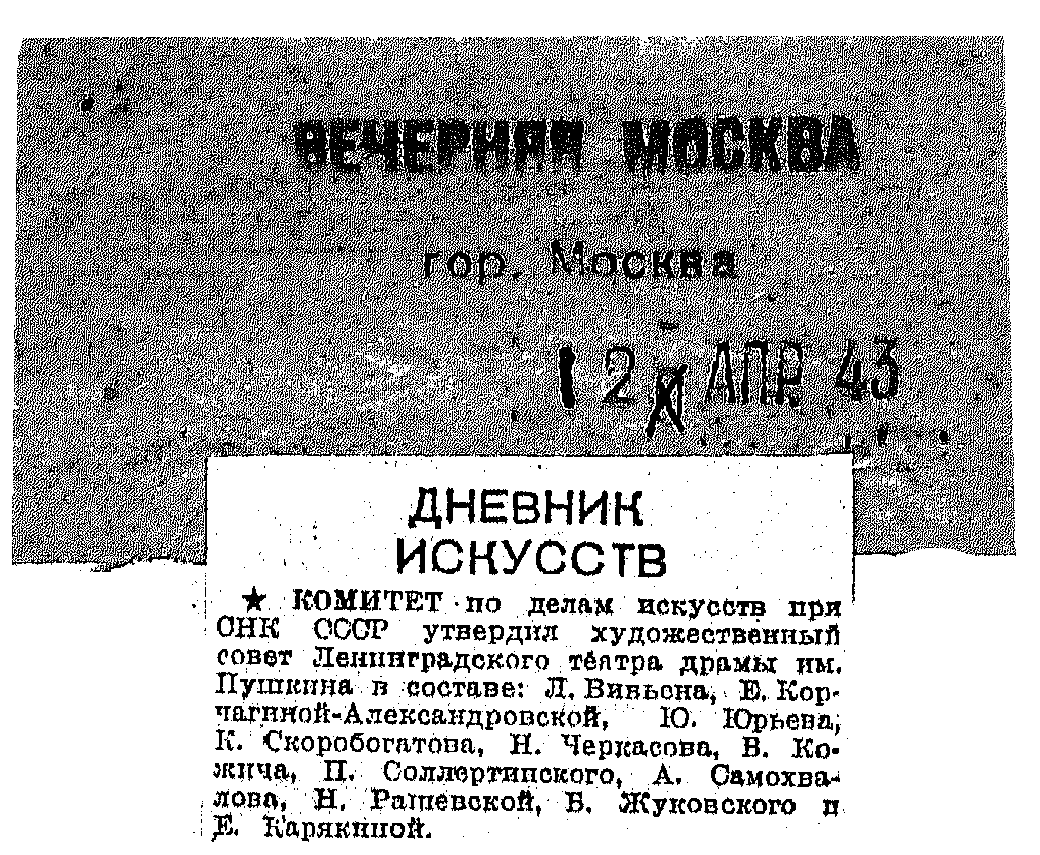 ВЕЧЕРНЯЯ МОСКВА
гор. Москва
12 АПР 43
ДНЕВНИК
ИСКУССТВ
★ КОМИТЕТ по делам искусств при
СНК СССР утвердил художественный
совет Ленинградского театра драмы им.
Пушкина в составе: Л. Вивьена, Е. Кор-
чагиной-Александровской, Ю. Юрьева,
К. Скоробогатова, Н. Черкасова, В. Ко-
жича, И. Соллертинского, А. Самохва-
лова, Н. Рашевской, Б. Жуковского и
Е. Карякиной.